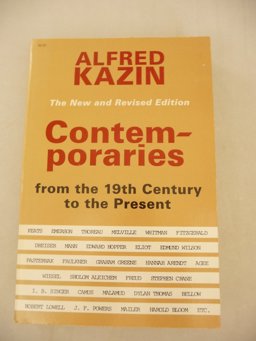 ALFRED
KAZIN
The New and Revised Edition
Contem-
poraries
from the 19th Century
to the Present
KEATS EMERSON THOREAU MELVILLE WHITMAN FITZGERALD
DREISER MANN EDWARD HOPPER ELIOT EDMUND WILSON
PASTERNAK FAULKNER GRAHAM GREENE HANNAH ARENDT AGEE
WIESEL SHOLOM ALEICHEM FREUD STEPHEN CRANE
I. B. SINGER CAMUS MALAMUD DYLAN THOMAS BELLOW
ROBERT LOWELL J. F. POWERS MAILER HAROLD BLOOM ETC.